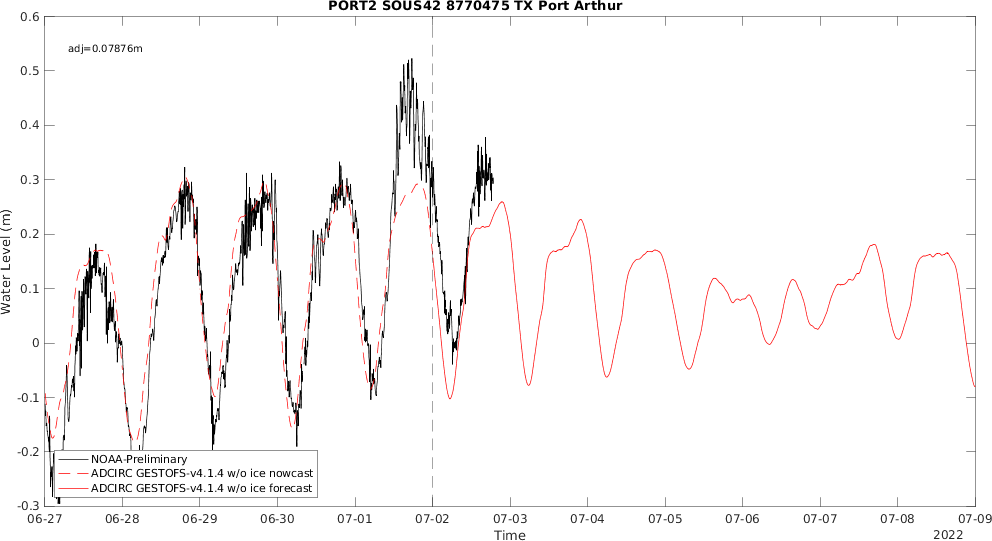 PORT2 SOUS42 8770475 TX Port Arthur
adj=0.07876m
0.6
0.5
0.4
0.3
0.2
0.1
0
-0.1
-0.2
-0.3
Water Level (m)
NOAA-Preliminary
ADCIRC GESTOFS-v4.1.4 w/o ice nowcast
ADCIRC GESTOFS-v4.1.4 w/o ice forecast
06-27 06-28 06-29 06-30 07-01 07-02 07-03 07-04 07-05 07-06 07-07 07-08 07-09
Time
2022